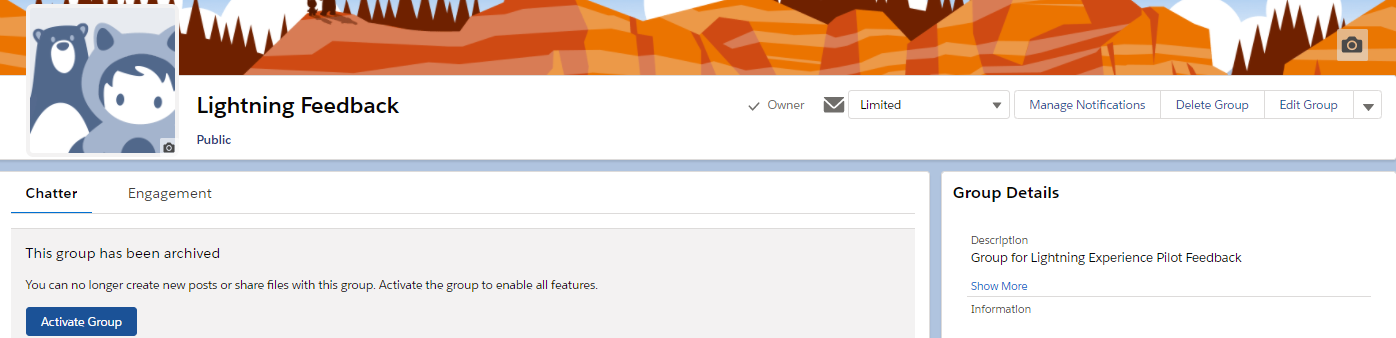 Lightning Feedback
Public
Owner
Limited
Manage Notifications
Delete Group
Edit Group
Chatter
Engagement
This group has been archived
You can no longer create new posts or share files with this group. Activate the group to enable all features.
Activate Group
Group Details
Description
Group for Lightning Experience Pilot Feedback
Show More
Information